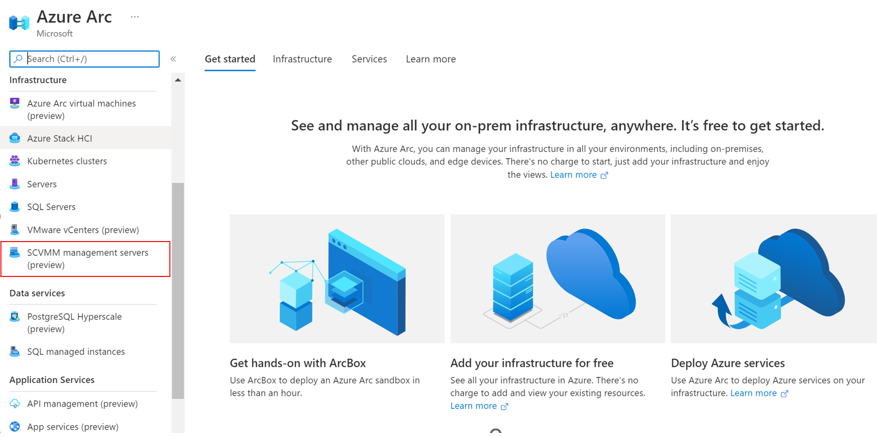 Azure Arc ...
Microsoft
Search (Ctrl+/)
«
Infrastructure
Azure Arc virtual machines
(preview)
Azure Stack HCI
Kubernetes clusters
Servers
SQL Servers
VMware vCenters (preview)
SCVMM management servers
(preview)
Data services
PostgreSQL Hyperscale
(preview)
SQL managed instances
Application Services
API management (preview)
App services (preview)
Get started
Infrastructure
Services
Learn more
See and manage all your on-prem infrastructure, anywhere. It's free to get started.
With Azure Arc, you can manage your infrastructure in all your environments, including on-premises,
other public clouds, and edge devices. There's no charge to start, just add your infrastructure and enjoy
the views. Learn more
Get hands-on with ArcBox
Use ArcBox to deploy an Azure Arc sandbox in
less than an hour.
Add your infrastructure for free
See all your infrastructure in Azure. There's no
charge to add and view your existing resources.
Learn more
Deploy Azure services
Use Azure Arc to deploy Azure services on your
infrastructure. Learn more